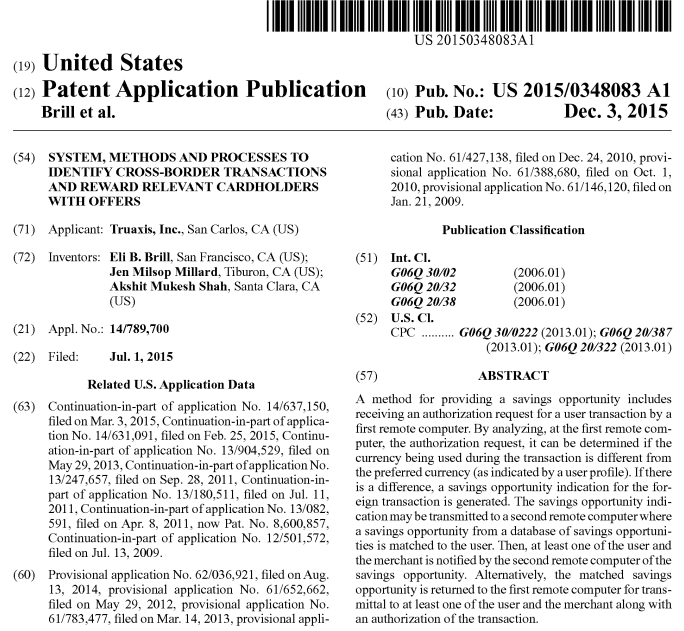 US 20150348083A1
(19) United States
(12) Patent Application Publication
Brill et al.
(10) Pub. No.: US 2015/0348083 A1
(43) Pub. Date: Dec. 3, 2015
(54) SYSTEM, METHODS AND PROCESSES TO
IDENTIFY CROSS-BORDER TRANSACTIONS
AND REWARD RELEVANT CARDHOLDERS
WITH OFFERS
(71) Applicant: Truaxis, Inc., San Carlos, CA (US)
(72) Inventors: Eli B. Brill, San Francisco, CA (US);
Jen Milsop Millard, Tiburon, CA (US);
Akshit Mukesh Shah, Santa Clara, CA
(US)
(21) Appl. No.: 14/789,700
(22) Filed: Jul. 1, 2015
Related U.S. Application Data
(63) Continuation-in-part of application No. 14/637,150,
filed on Mar. 3, 2015, Continuation-in-part of applica-
tion No. 14/631,091, filed on Feb. 25, 2015, Continu-
ation-in-part of application No. 13/904,529, filed on
May 29, 2013, Continuation-in-part of application No.
13/247,657, filed on Sep. 28, 2011, Continuation-in-
part of application No. 13/180,511, filed on Jul. 11,
2011, Continuation-in-part of application No. 13/082,
591, filed on Apr. 8, 2011, now Pat. No. 8,600,857,
Continuation-in-part of application No. 12/501,572,
filed on Jul. 13, 2009.
(60) Provisional application No. 62/036,921, filed on Aug.
13, 2014, provisional application No. 61/652,662,
filed on May 29, 2012, provisional application No.
61/783,477, filed on Mar. 14, 2013, provisional appli-
cation No. 61/427,138, filed on Dec. 24, 2010, provi-
sional application No. 61/388,680, filed on Oct. 1,
2010, provisional application No. 61/146,120, filed on
Jan. 21, 2009.
Publication Classification
(51) Int. Cl.
G06Q 30/02 (2006.01)
G06Q 20/32 (2006.01)
G06Q 20/38 (2006.01)
(52) U.S. Cl.
CPC .......... G06Q 30/0222 (2013.01); G06Q 20/387
(2013.01); G06Q 20/322 (2013.01)
(57) ABSTRACT
A method for providing a savings opportunity includes
receiving an authorization request for a user transaction by a
first remote computer. By analyzing, at the first remote com-
puter, the authorization request, it can be determined if the
currency being used during the transaction is different from
the preferred currency (as indicated by a user profile). If there
is a difference, a savings opportunity indication for the for-
eign transaction is generated. The savings opportunity indi-
cation may be transmitted to a second remote computer where
a savings opportunity from a database of savings opportuni-
ties is matched to the user. Then, at least one of the user and
the merchant is notified by the second remote computer of the
savings opportunity. Alternatively, the matched savings
opportunity is returned to the first remote computer for trans-
mittal to at least one of the user and the merchant along with
an authorization of the transaction.